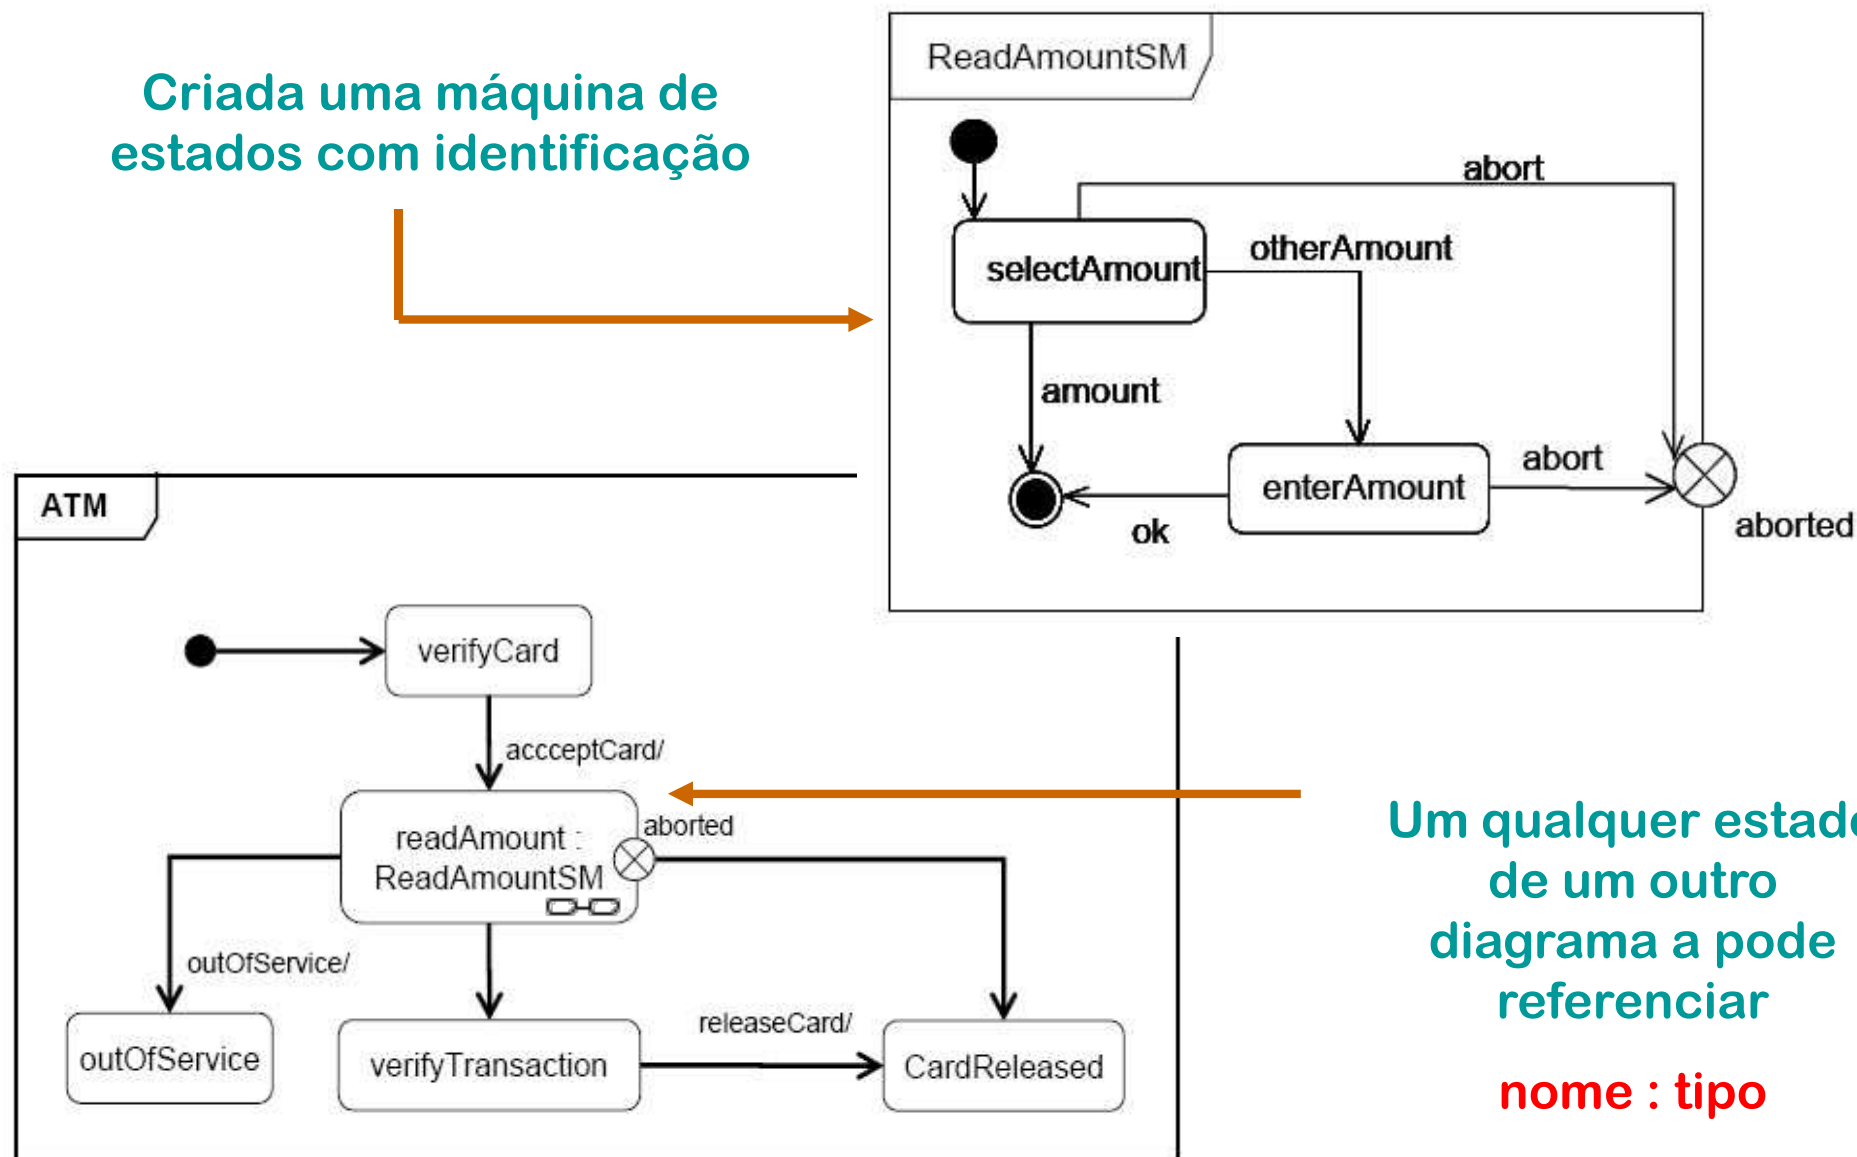 Criada uma máquina de
estados com identificação
ReadAmountSM
abort
otherAmount
selectAmount
amount
enterAmount
abort
ok
aborted
ATM
verifyCard
accceptCard/
readAmount :
ReadAmountSM
aborted
outOfService/
releaseCard/
outOfService
verifyTransaction
CardReleased
Um qualquer estado
de um outro
diagrama a pode
referenciar
nome : tipo